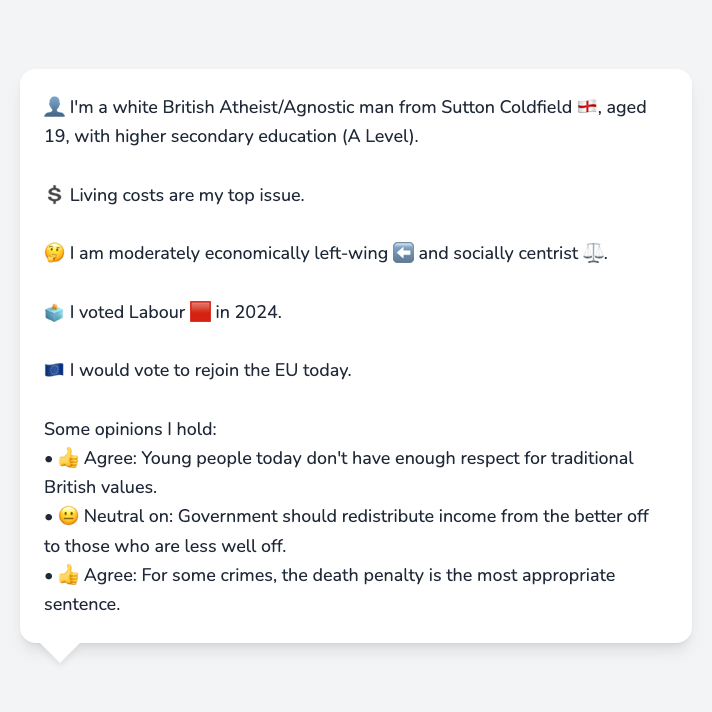 👤 I'm a white British Atheist/Agnostic man from Sutton Coldfield 🏴󠁧󠁢󠁥󠁮󠁧󠁿, aged
19, with higher secondary education (A Level).
💲 Living costs are my top issue.
🤔 I am moderately economically left-wing ⬅️ and socially centrist ⚖️.
🗳️ I voted Labour 🟥 in 2024.
🇪🇺 I would vote to rejoin the EU today.
Some opinions I hold:
• 👍 Agree: Young people today don't have enough respect for traditional
British values.
• 😐 Neutral on: Government should redistribute income from the better off
to those who are less well off.
• 👍 Agree: For some crimes, the death penalty is the most appropriate
sentence.